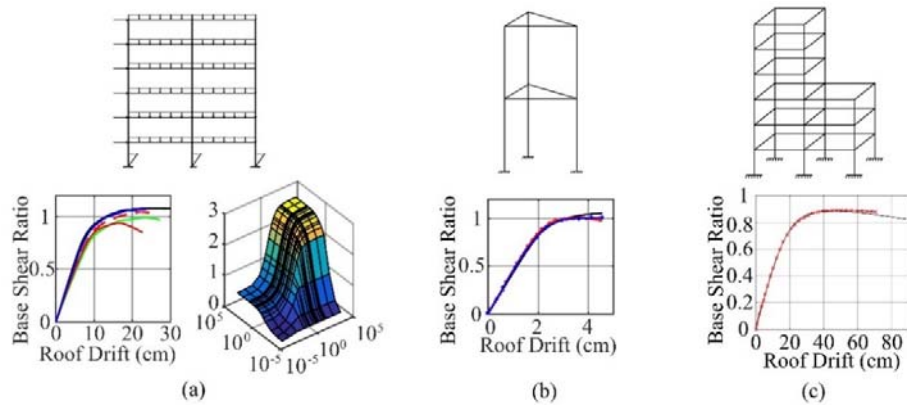 1
0.5
0
0 10 20 30
Base Shear Ratio
Roof Drift (cm)
3
2
1
0
10^5
10^0
10^-5
10^-5
10^0
10^5
(a)
1
0.5
0
0 2 4
Base Shear Ratio
Roof Drift (cm)
(b)
1
0.8
0.6
0.4
0.2
0
0 20 40 60 80
Base Shear Ratio
Roof Drift (cm)
(c)